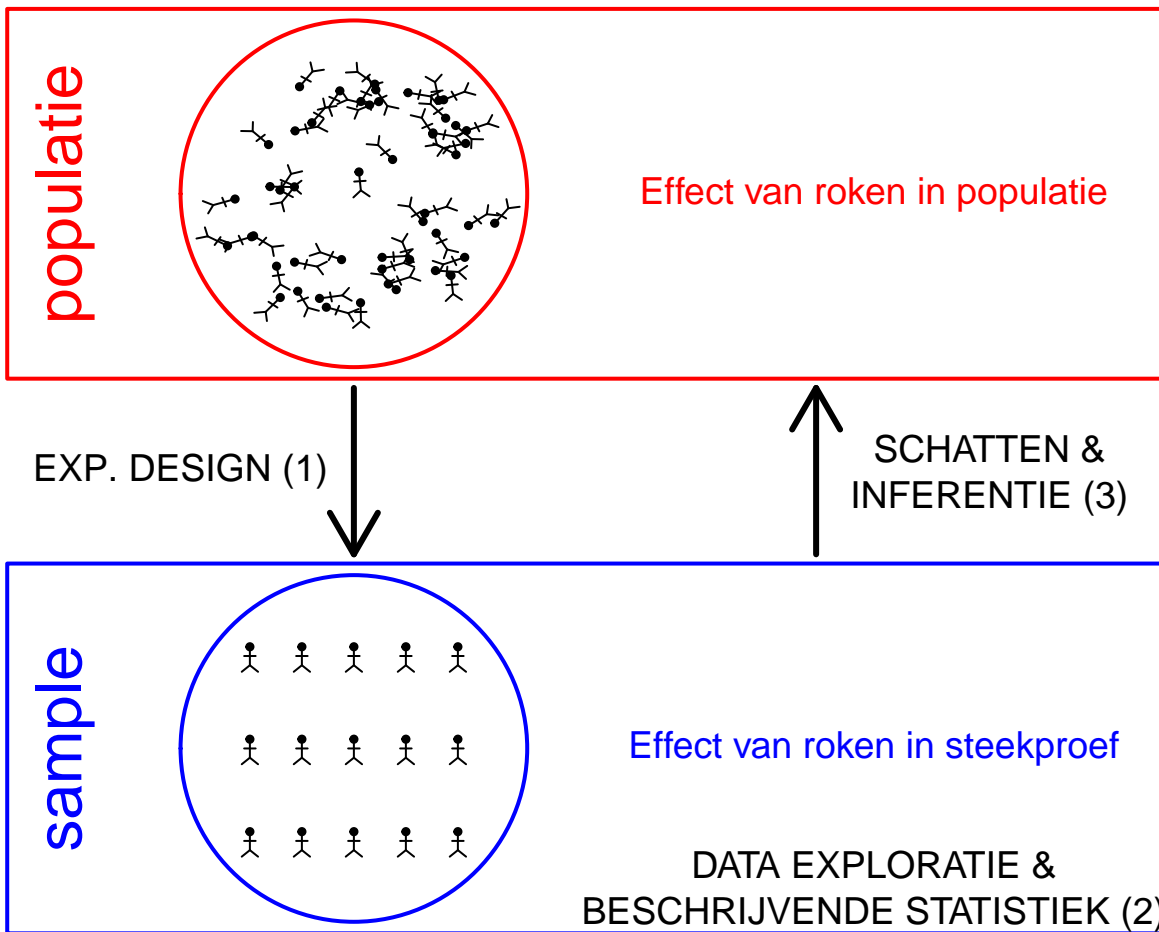 populatie
Effect van roken in populatie
EXP. DESIGN (1)
SCHATTEN &
INFERENTIE (3)
sample
Effect van roken in steekproef
DATA EXPLORATIE &
BESCHRIJVENDE STATISTIEK (2)